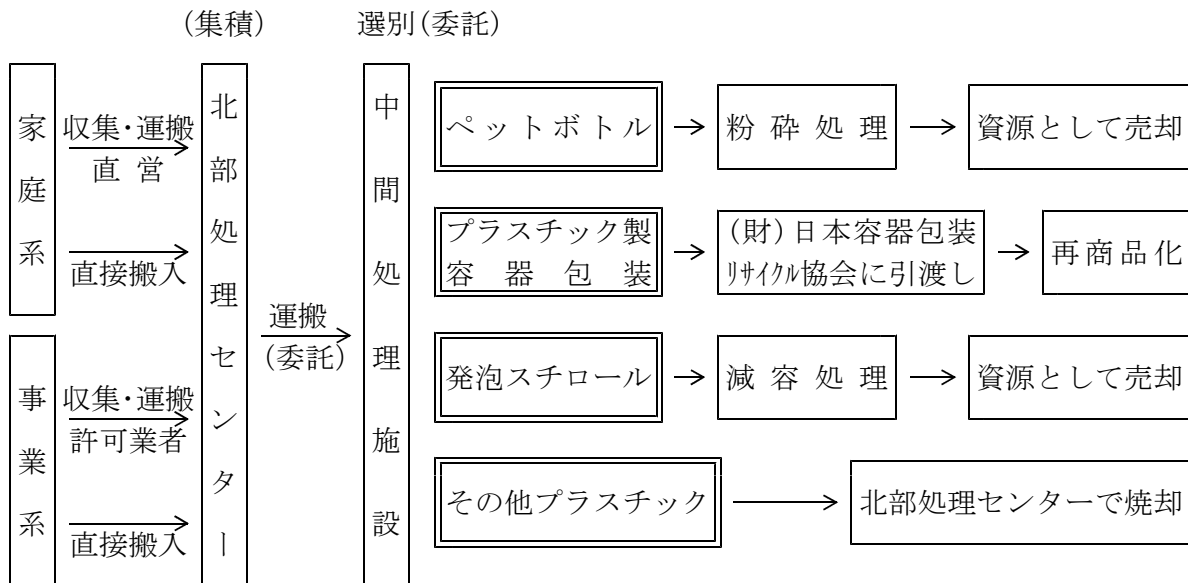 (集積)
選別(委託)
家庭系
収集・運搬
直営
直接搬入
事業系
収集・運搬
許可業者
直接搬入
北部処理センター
運搬
(委託)
中間処理施設
ペットボトル
粉砕処理
資源として売却
プラスチック製
容器包装
(財)日本容器包装
リサイクル協会に引渡し
再商品化
発泡スチロール
減容処理
資源として売却
その他プラスチック
北部処理センターで焼却